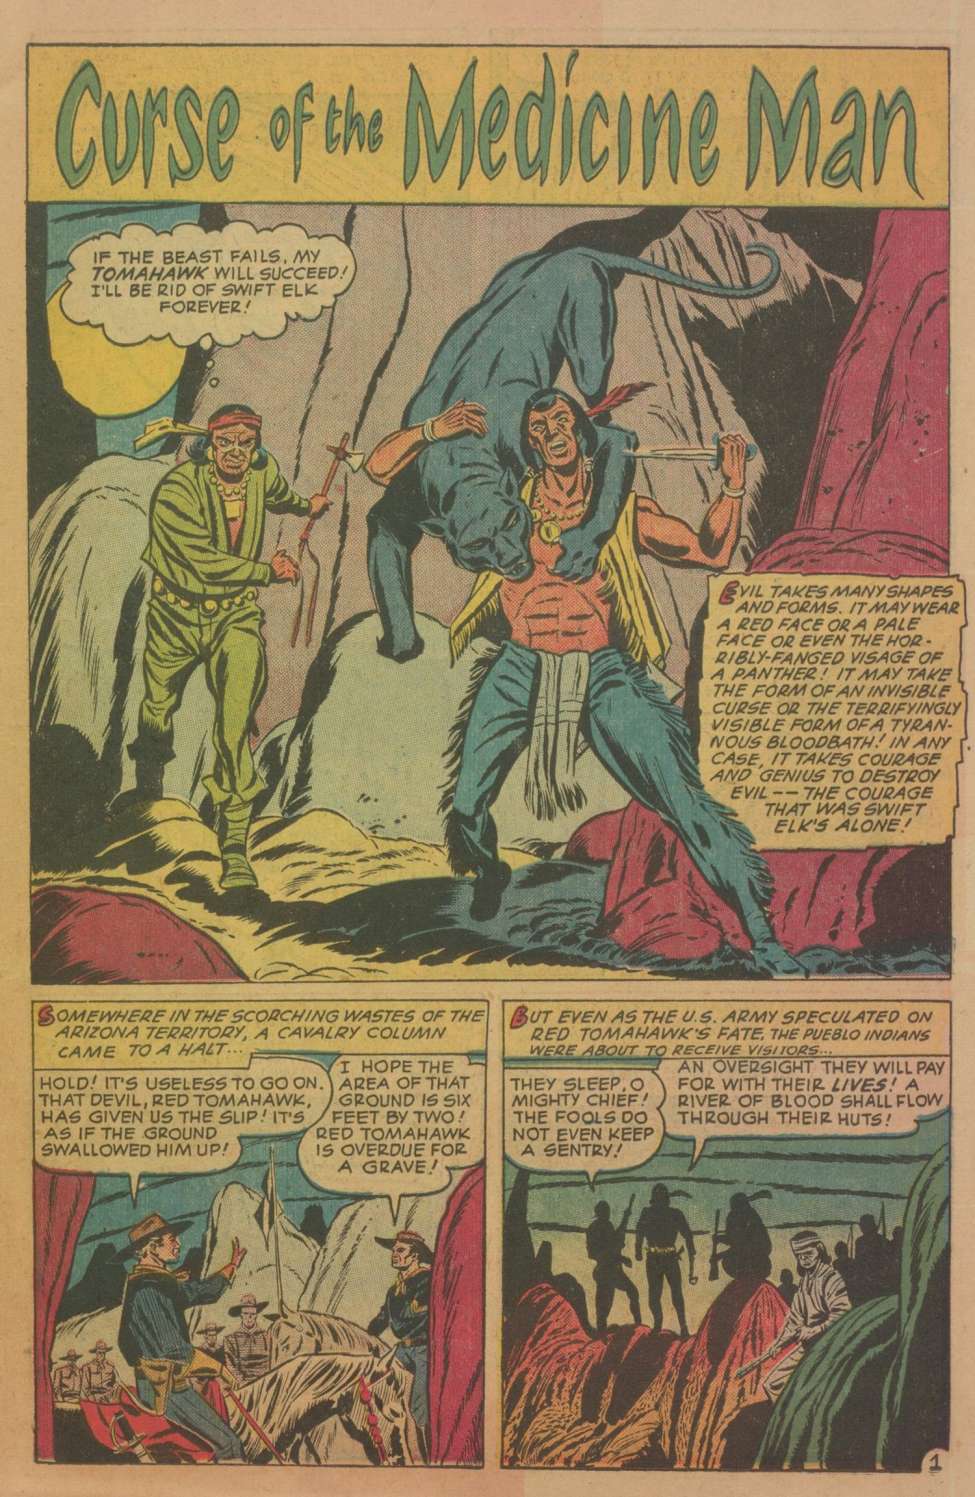 Curse of the Medicine Man
IF THE BEAST FAILS, MY
TOMAHAWK WILL SUCCEED!
I'LL BE RID OF SWIFT ELK
FOREVER!
EVIL TAKES MANY SHAPES
AND FORMS. IT MAY WEAR
A RED FACE OR A PALE
FACE OR EVEN THE HOR-
RIBLY-FANGED VISAGE OF
A PANTHER! IT MAY TAKE
THE FORM OF AN INVISIBLE
CURSE OR THE TERRIFYINGLY
VISIBLE FORM OF A TYRAN-
NOUS BLOODBATH! IN ANY
CASE, IT TAKES COURAGE
AND GENIUS TO DESTROY
EVIL -- THE COURAGE
THAT WAS SWIFT
ELK'S ALONE!
SOMEWHERE IN THE SCORCHING WASTES OF THE
ARIZONA TERRITORY, A CAVALRY COLUMN
CAME TO A HALT...
HOLD! IT'S USELESS TO GO ON.
THAT DEVIL, RED TOMAHAWK,
HAS GIVEN US THE SLIP! IT'S
AS IF THE GROUND
SWALLOWED HIM UP!
I HOPE THE
AREA OF THAT
GROUND IS SIX
FEET BY TWO!
RED TOMAHAWK
IS OVERDUE FOR
A GRAVE!
BUT EVEN AS THE U.S. ARMY SPECULATED ON
RED TOMAHAWK'S FATE, THE PUEBLO INDIANS
WERE ABOUT TO RECEIVE VISITORS...
THEY SLEEP, O
MIGHTY CHIEF!
THE FOOLS DO
NOT EVEN KEEP
A SENTRY!
AN OVERSIGHT THEY WILL PAY
FOR WITH THEIR LIVES! A
RIVER OF BLOOD SHALL FLOW
THROUGH THEIR HUTS!
1